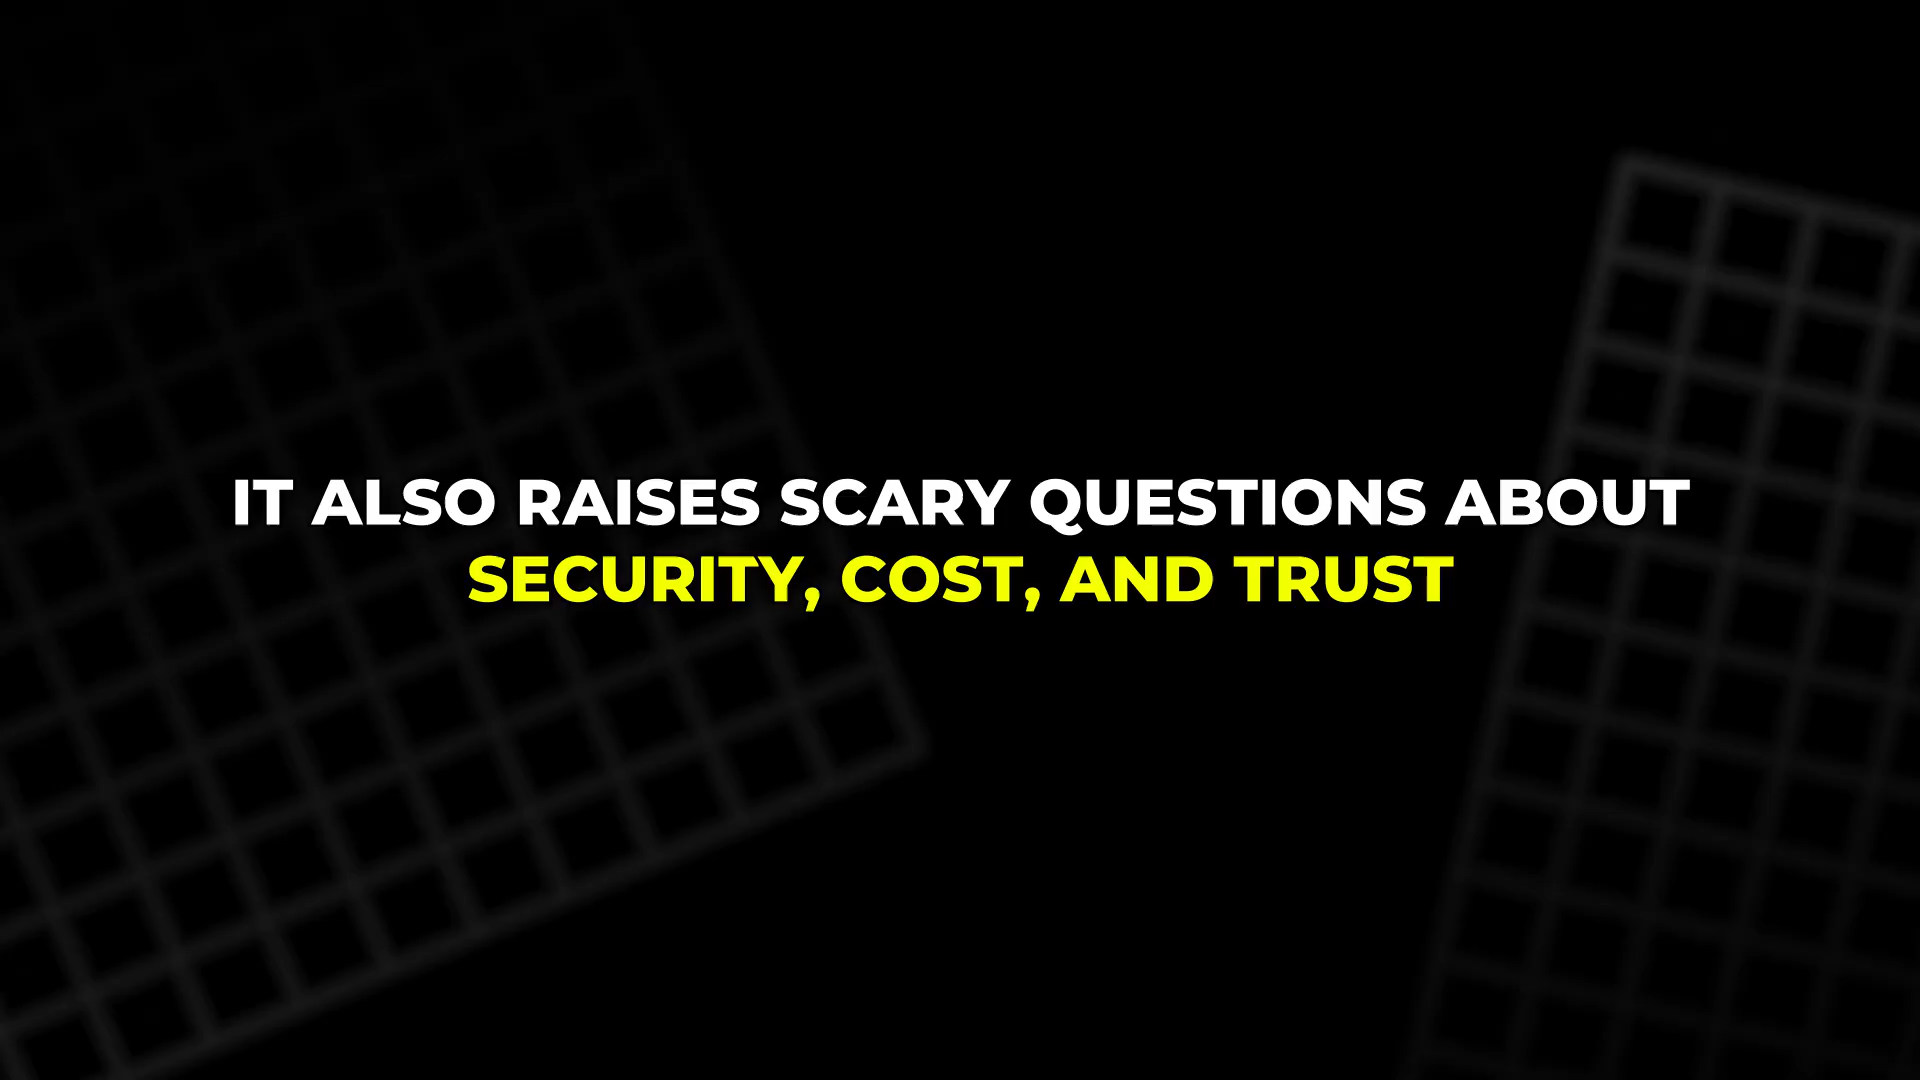 IT ALSO RAISES SCARY QUESTIONS ABOUT
SECURITY, COST, AND TRUST